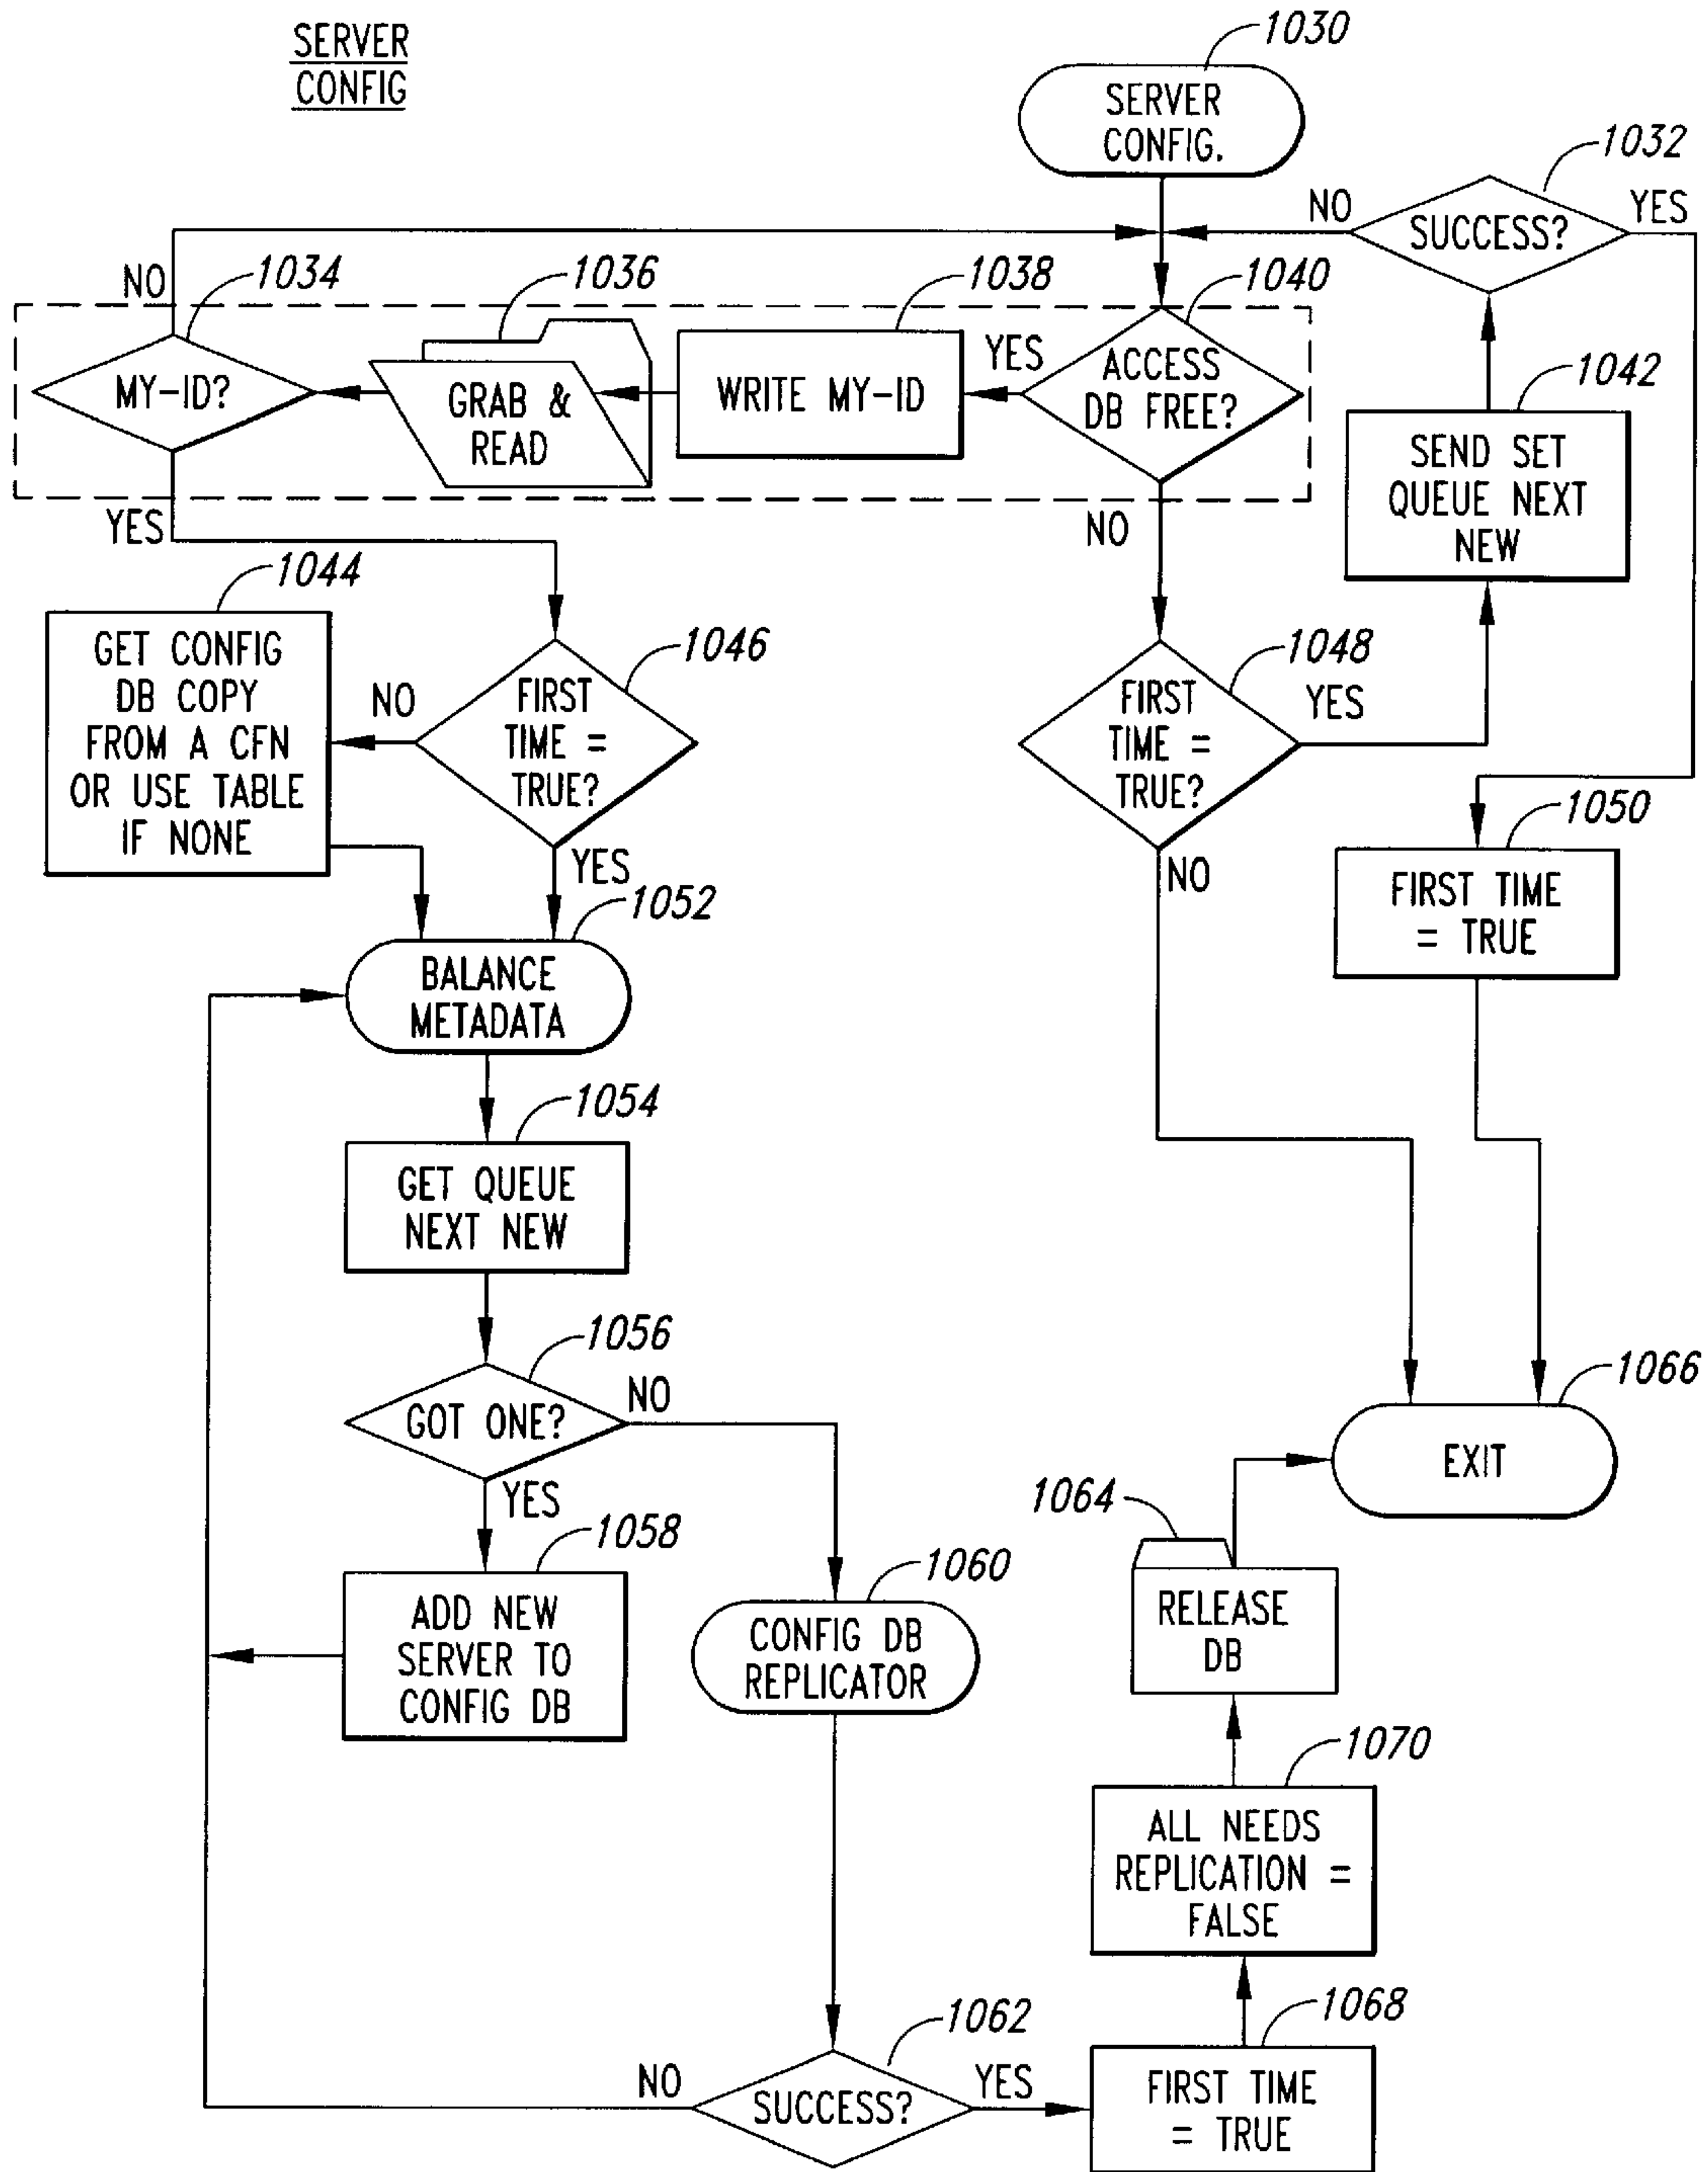 SERVER
CONFIG
1030
SERVER
CONFIG.
1032
NO
SUCCESS?
YES
NO
1034
1036
1038
1040
MY-ID?
GRAB &
READ
WRITE MY-ID
YES
ACCESS
DB FREE?
1042
SEND SET
QUEUE NEXT
NEW
YES
NO
1044
GET CONFIG
DB COPY
FROM A CFN
OR USE TABLE
IF NONE
NO
1046
FIRST
TIME =
TRUE?
YES
1048
FIRST
TIME =
TRUE?
YES
NO
1050
FIRST TIME
= TRUE
1052
BALANCE
METADATA
1054
GET QUEUE
NEXT NEW
1056
GOT ONE?
NO
YES
1058
ADD NEW
SERVER TO
CONFIG DB
1060
CONFIG DB
REPLICATOR
1064
RELEASE
DB
1066
EXIT
1070
ALL NEEDS
REPLICATION =
FALSE
1062
NO
SUCCESS?
YES
1068
FIRST TIME
= TRUE